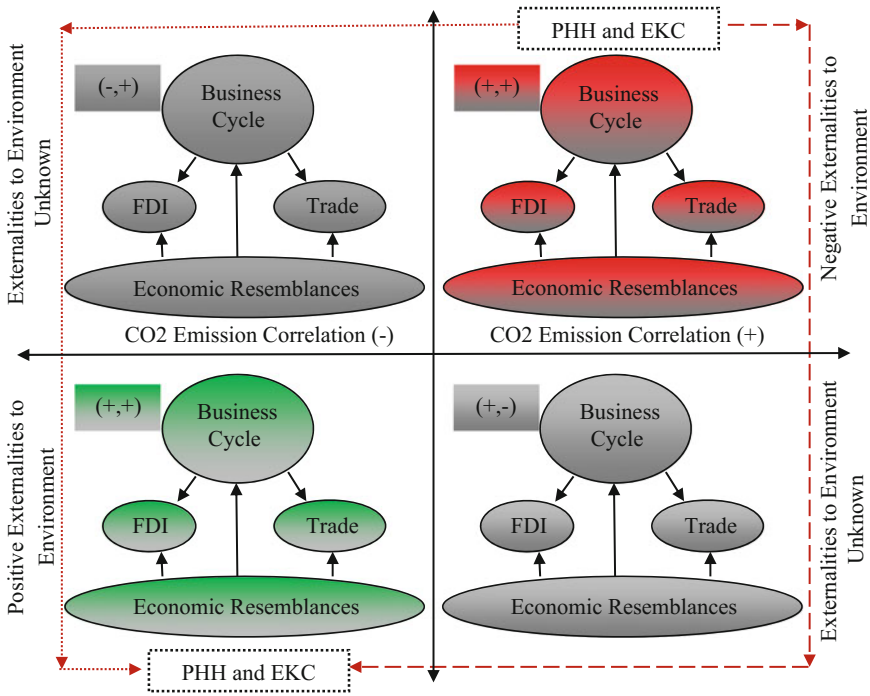 PHH and EKC
Externalities to Environment
Unknown
(-,+)
Business
Cycle
FDI
Trade
Economic Resemblances
CO2 Emission Correlation (-)
(+,+)
Business
Cycle
FDI
Trade
Economic Resemblances
CO2 Emission Correlation (+)
Negative Externalities to
Environment
Positive Externalities to
Environment
(+,+)
Business
Cycle
FDI
Trade
Economic Resemblances
(+,-)
Business
Cycle
FDI
Trade
Economic Resemblances
Externalities to Environment
Unknown
PHH and EKC